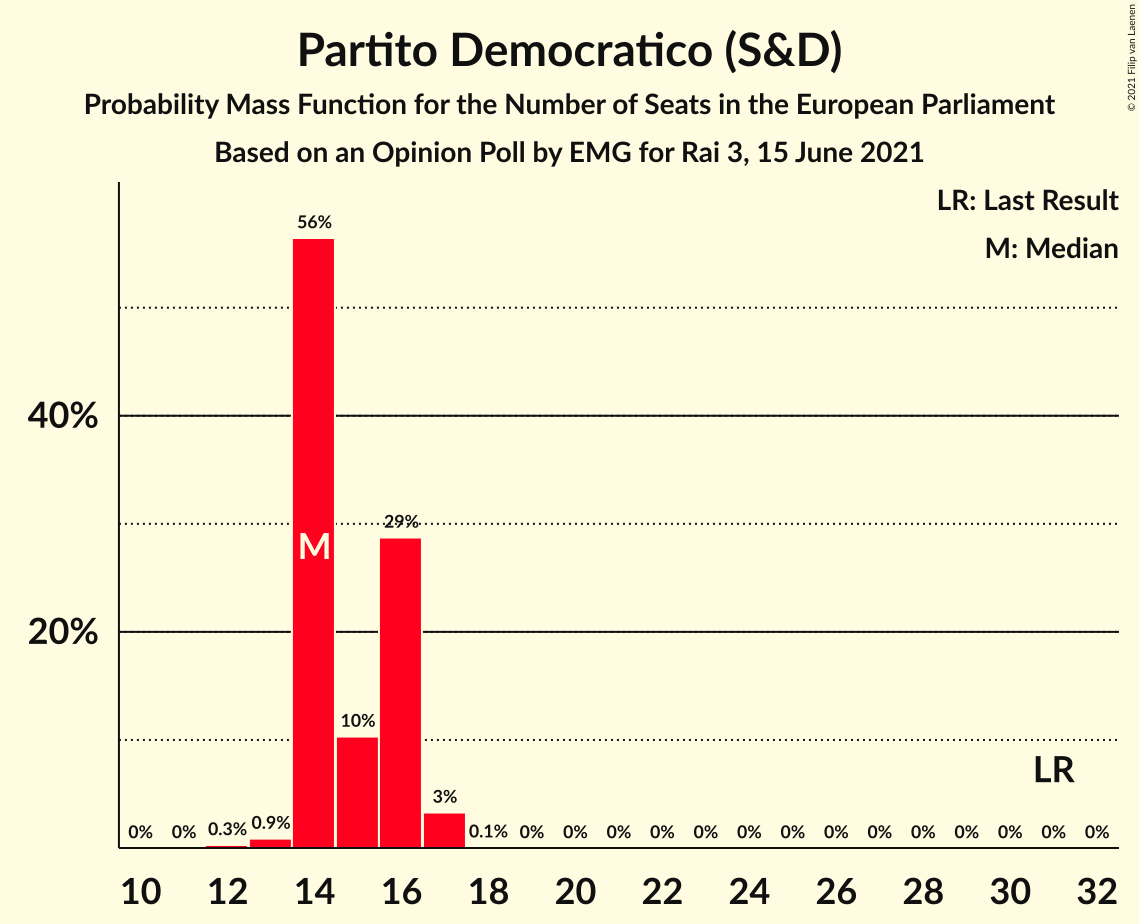 Partito Democratico (S&D)
Probability Mass Function for the Number of Seats in the European Parliament
Based on an Opinion Poll by EMG for Rai 3, 15 June 2021
© 2021 Filip van Laenen
LR: Last Result
M: Median
56%
40%
29%
M
20%
10%
LR
3%
0% 0% 0.3% 0.9% 0.1% 0% 0% 0% 0% 0% 0% 0% 0% 0% 0% 0% 0% 0% 0%
10 12 14 16 18 20 22 24 26 28 30 32